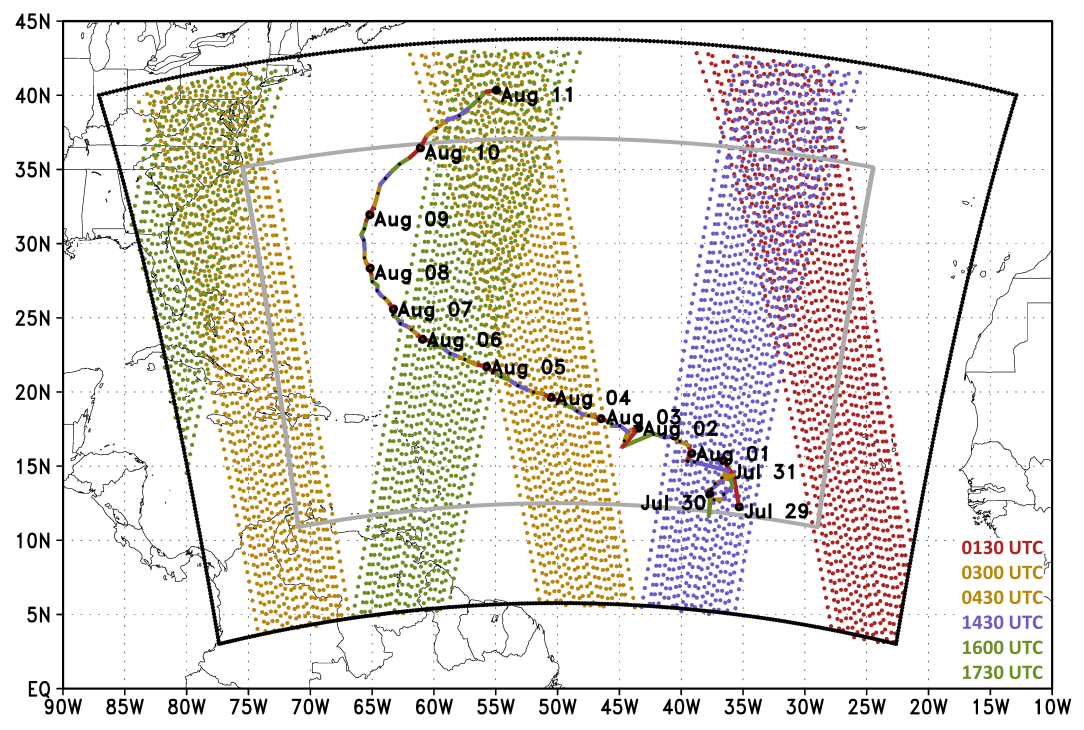 45N
40N
35N
30N
25N
20N
15N
10N
5N
EQ
90W 85W 80W 75W 70W 65W 60W 55W 50W 45W 40W 35W 30W 25W 20W 15W 10W
Aug 11
Aug 10
Aug 09
Aug 08
Aug 07
Aug 06
Aug 05
Aug 04
Aug 03
Aug 02
Aug 01
Jul 31
Jul 30
Jul 29
0130 UTC
0300 UTC
0430 UTC
1430 UTC
1600 UTC
1730 UTC